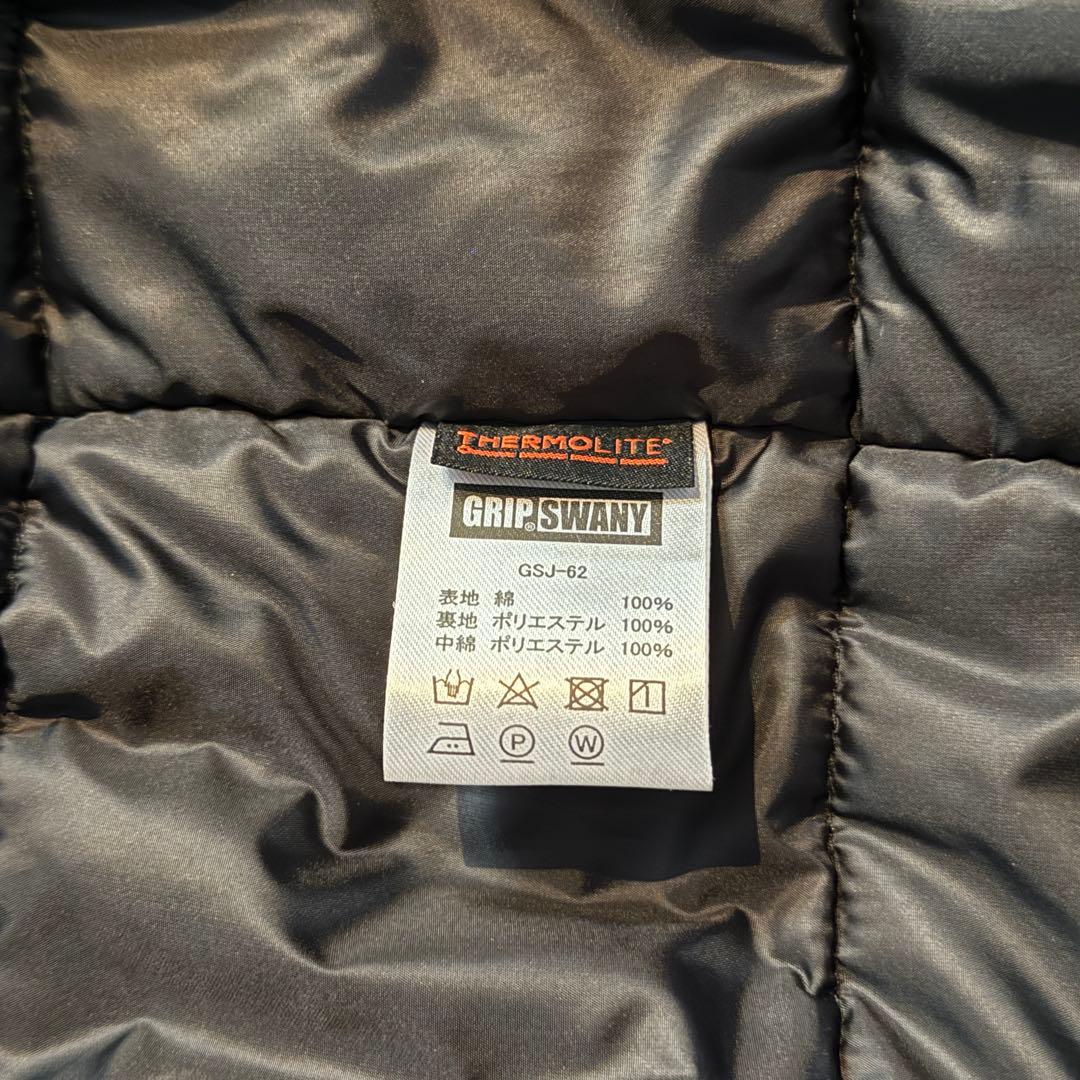 THERMOLITE®
GRIP® SWANY
GSJ-62
表地 綿 100%
裏地 ポリエステル 100%
中綿 ポリエステル 100%
P W